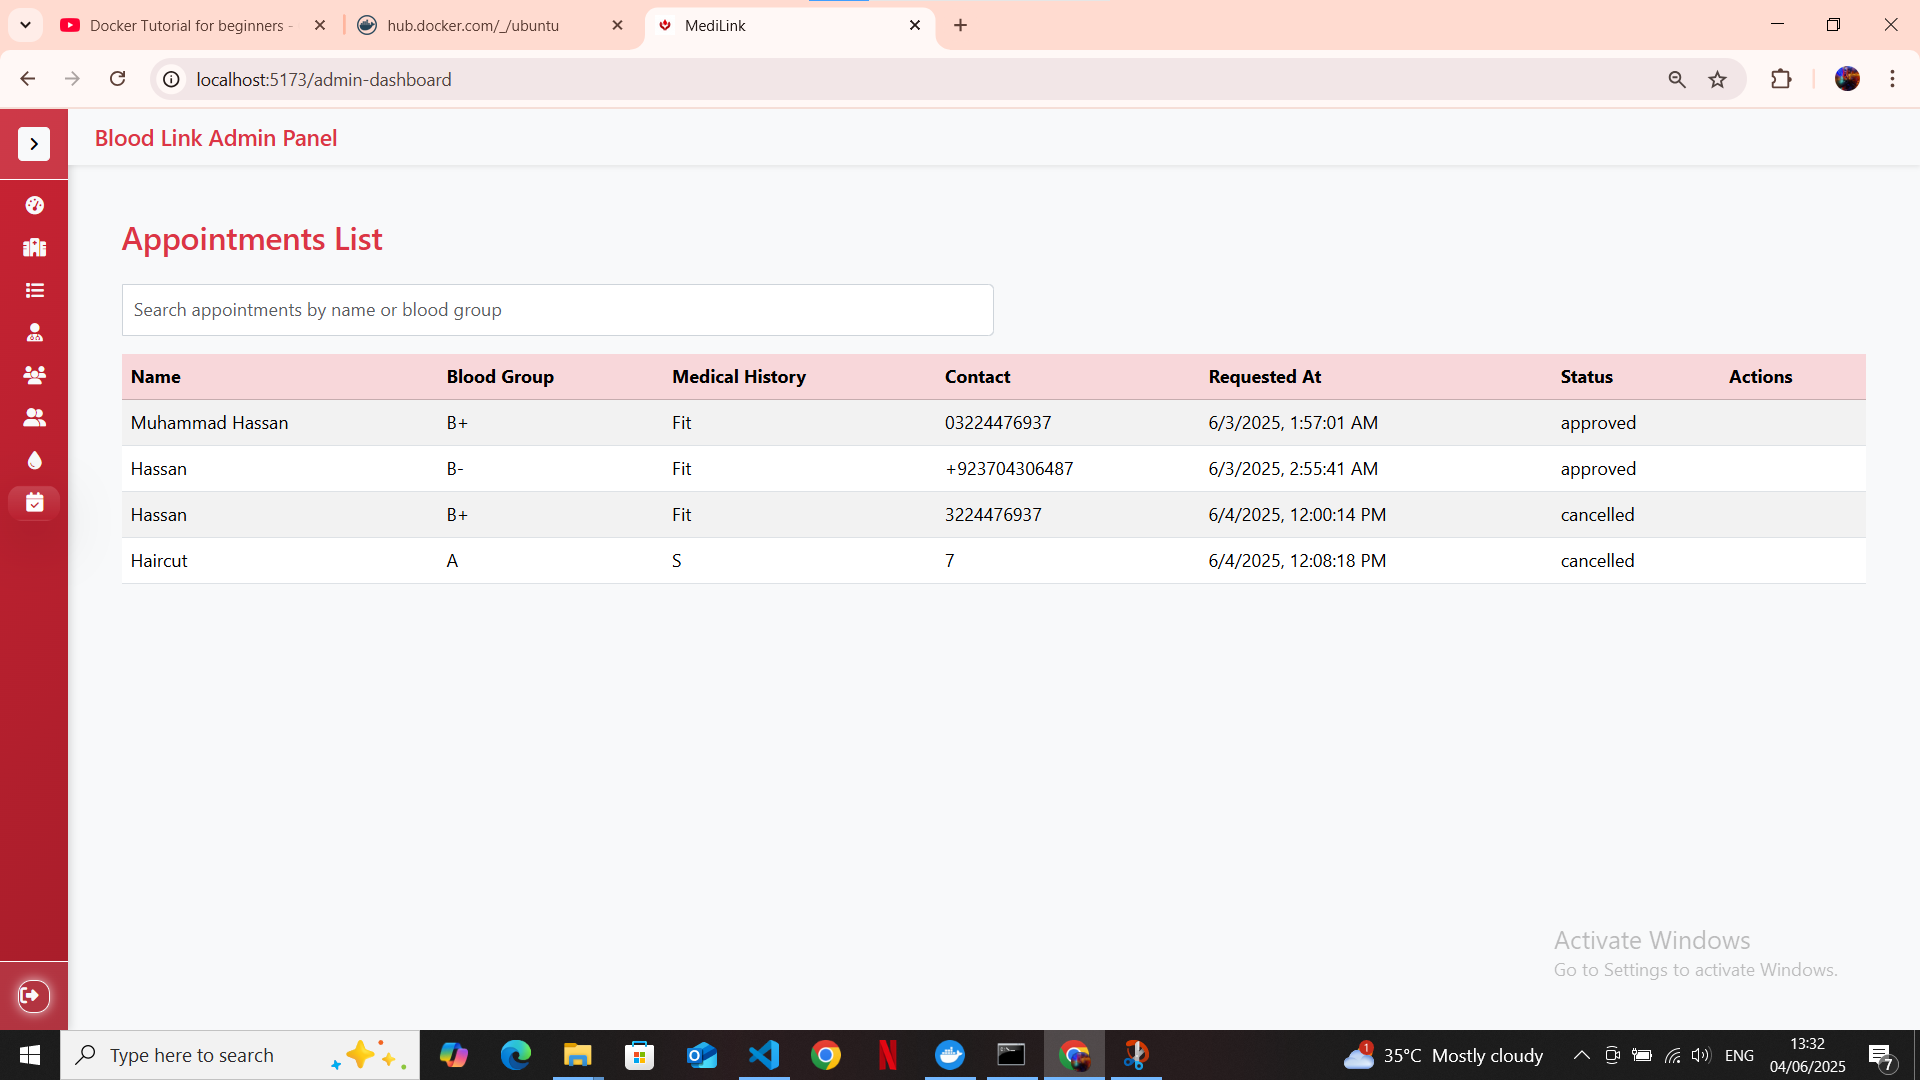 Docker Tutorial for beginners -
hub.docker.com/_/ubuntu
MediLink
localhost:5173/admin-dashboard
Blood Link Admin Panel
Appointments List
Search appointments by name or blood group
Name Blood Group Medical History Contact Requested At Status Actions
Muhammad Hassan B+ Fit 03224476937 6/3/2025, 1:57:01 AM approved
Hassan B- Fit +923704306487 6/3/2025, 2:55:41 AM approved
Hassan B+ Fit 3224476937 6/4/2025, 12:00:14 PM cancelled
Haircut A S 7 6/4/2025, 12:08:18 PM cancelled
Activate Windows
Go to Settings to activate Windows.
Type here to search
1
35°C Mostly cloudy
ENG
13:32
04/06/2025
7